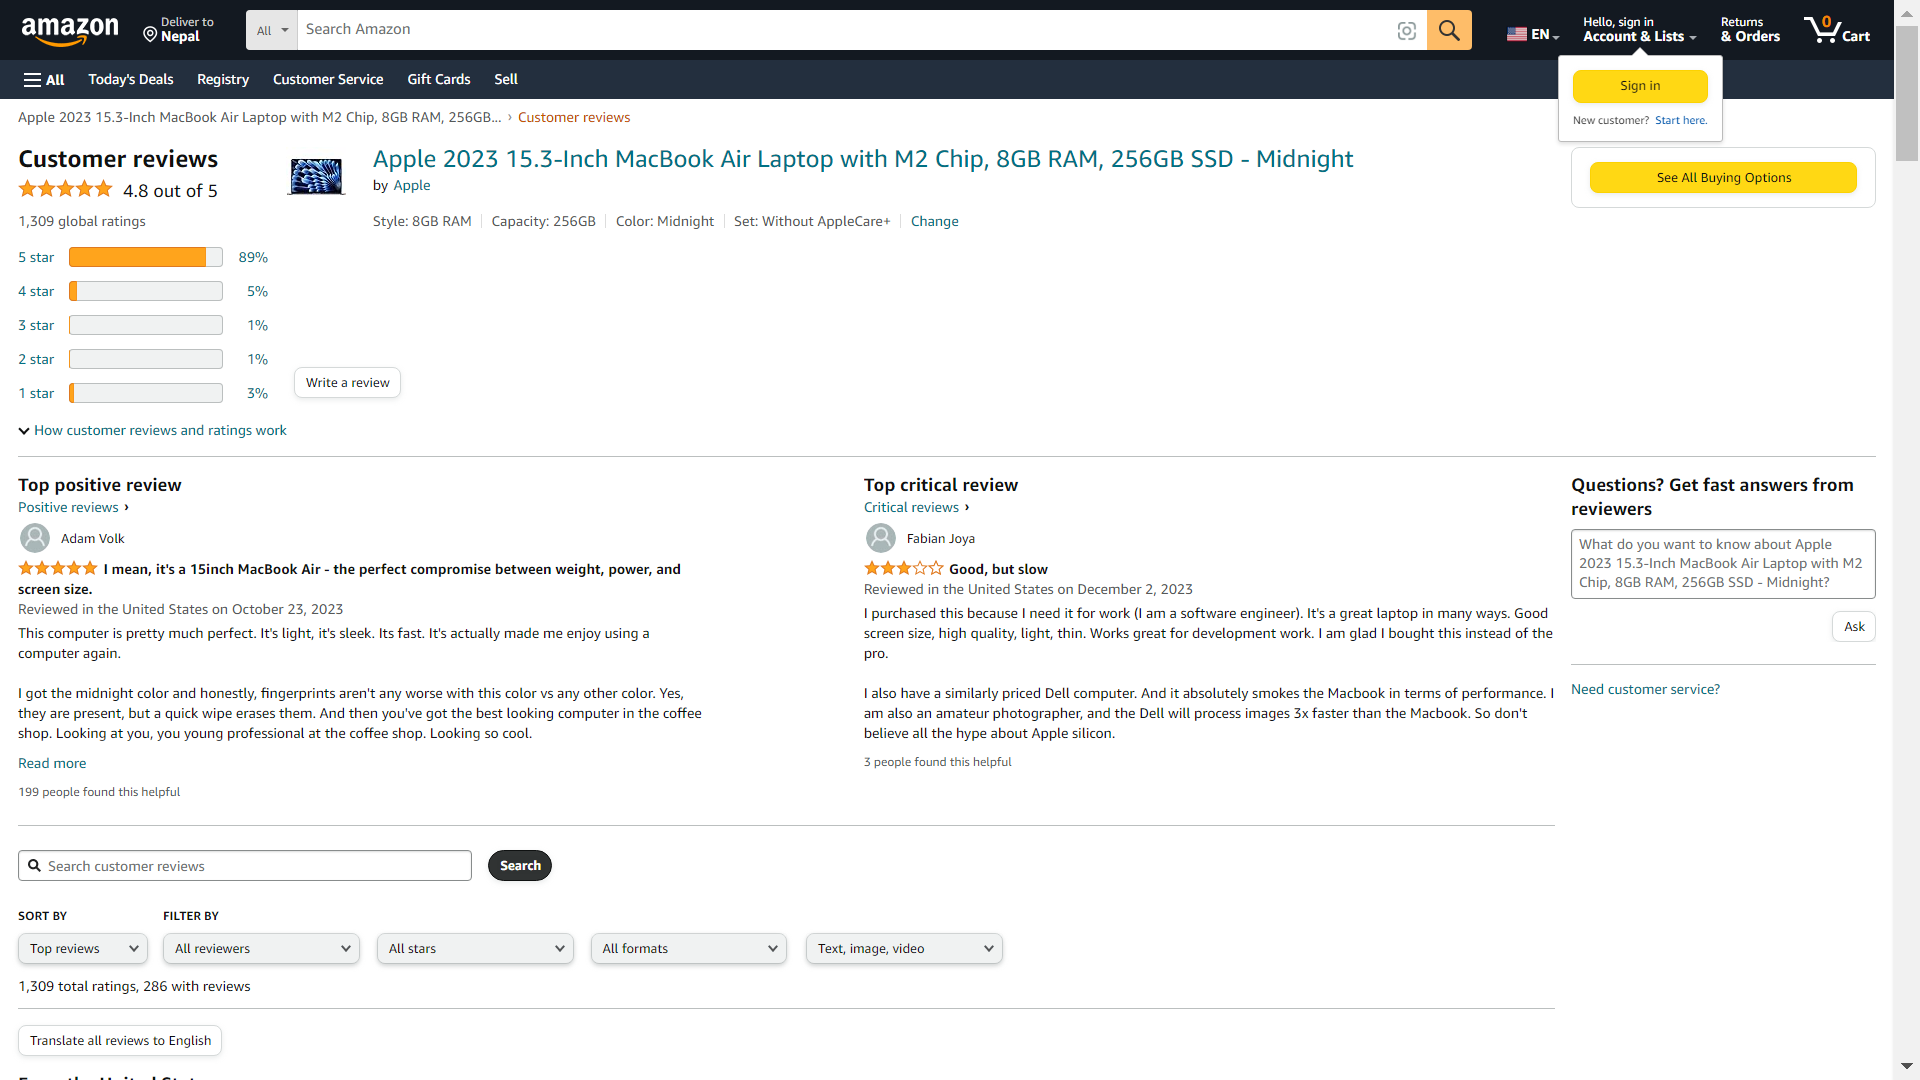 amazon
Deliver to
Nepal
All
Search Amazon
EN
Hello, sign in
Account & Lists
Returns
& Orders
0
Cart
All
Today's Deals
Registry
Customer Service
Gift Cards
Sell
Sign in
New customer? Start here.
Apple 2023 15.3-Inch MacBook Air Laptop with M2 Chip, 8GB RAM, 256GB... › Customer reviews
Customer reviews
4.8 out of 5
1,309 global ratings
5 star 89%
4 star 5%
3 star 1%
2 star 1%
1 star 3%
How customer reviews and ratings work
Apple 2023 15.3-Inch MacBook Air Laptop with M2 Chip, 8GB RAM, 256GB SSD - Midnight
by Apple
Style: 8GB RAM | Capacity: 256GB | Color: Midnight | Set: Without AppleCare+ | Change
Write a review
See All Buying Options
Top positive review
Positive reviews ›
Adam Volk
I mean, it's a 15inch MacBook Air - the perfect compromise between weight, power, and
screen size.
Reviewed in the United States on October 23, 2023
This computer is pretty much perfect. It's light, it's sleek. Its fast. It's actually made me enjoy using a
computer again.
I got the midnight color and honestly, fingerprints aren't any worse with this color vs any other color. Yes,
they are present, but a quick wipe erases them. And then you've got the best looking computer in the coffee
shop. Looking at you, you young professional at the coffee shop. Looking so cool.
Read more
199 people found this helpful
Top critical review
Critical reviews ›
Fabian Joya
Good, but slow
Reviewed in the United States on December 2, 2023
I purchased this because I need it for work (I am a software engineer). It's a great laptop in many ways. Good
screen size, high quality, light, thin. Works great for development work. I am glad I bought this instead of the
pro.
I also have a similarly priced Dell computer. And it absolutely smokes the Macbook in terms of performance. I
am also an amateur photographer, and the Dell will process images 3x faster than the Macbook. So don't
believe all the hype about Apple silicon.
3 people found this helpful
Questions? Get fast answers from
reviewers
What do you want to know about Apple
2023 15.3-Inch MacBook Air Laptop with M2
Chip, 8GB RAM, 256GB SSD - Midnight?
Ask
Need customer service?
Search customer reviews
Search
SORT BY
FILTER BY
Top reviews
All reviewers
All stars
All formats
Text, image, video
1,309 total ratings, 286 with reviews
Translate all reviews to English